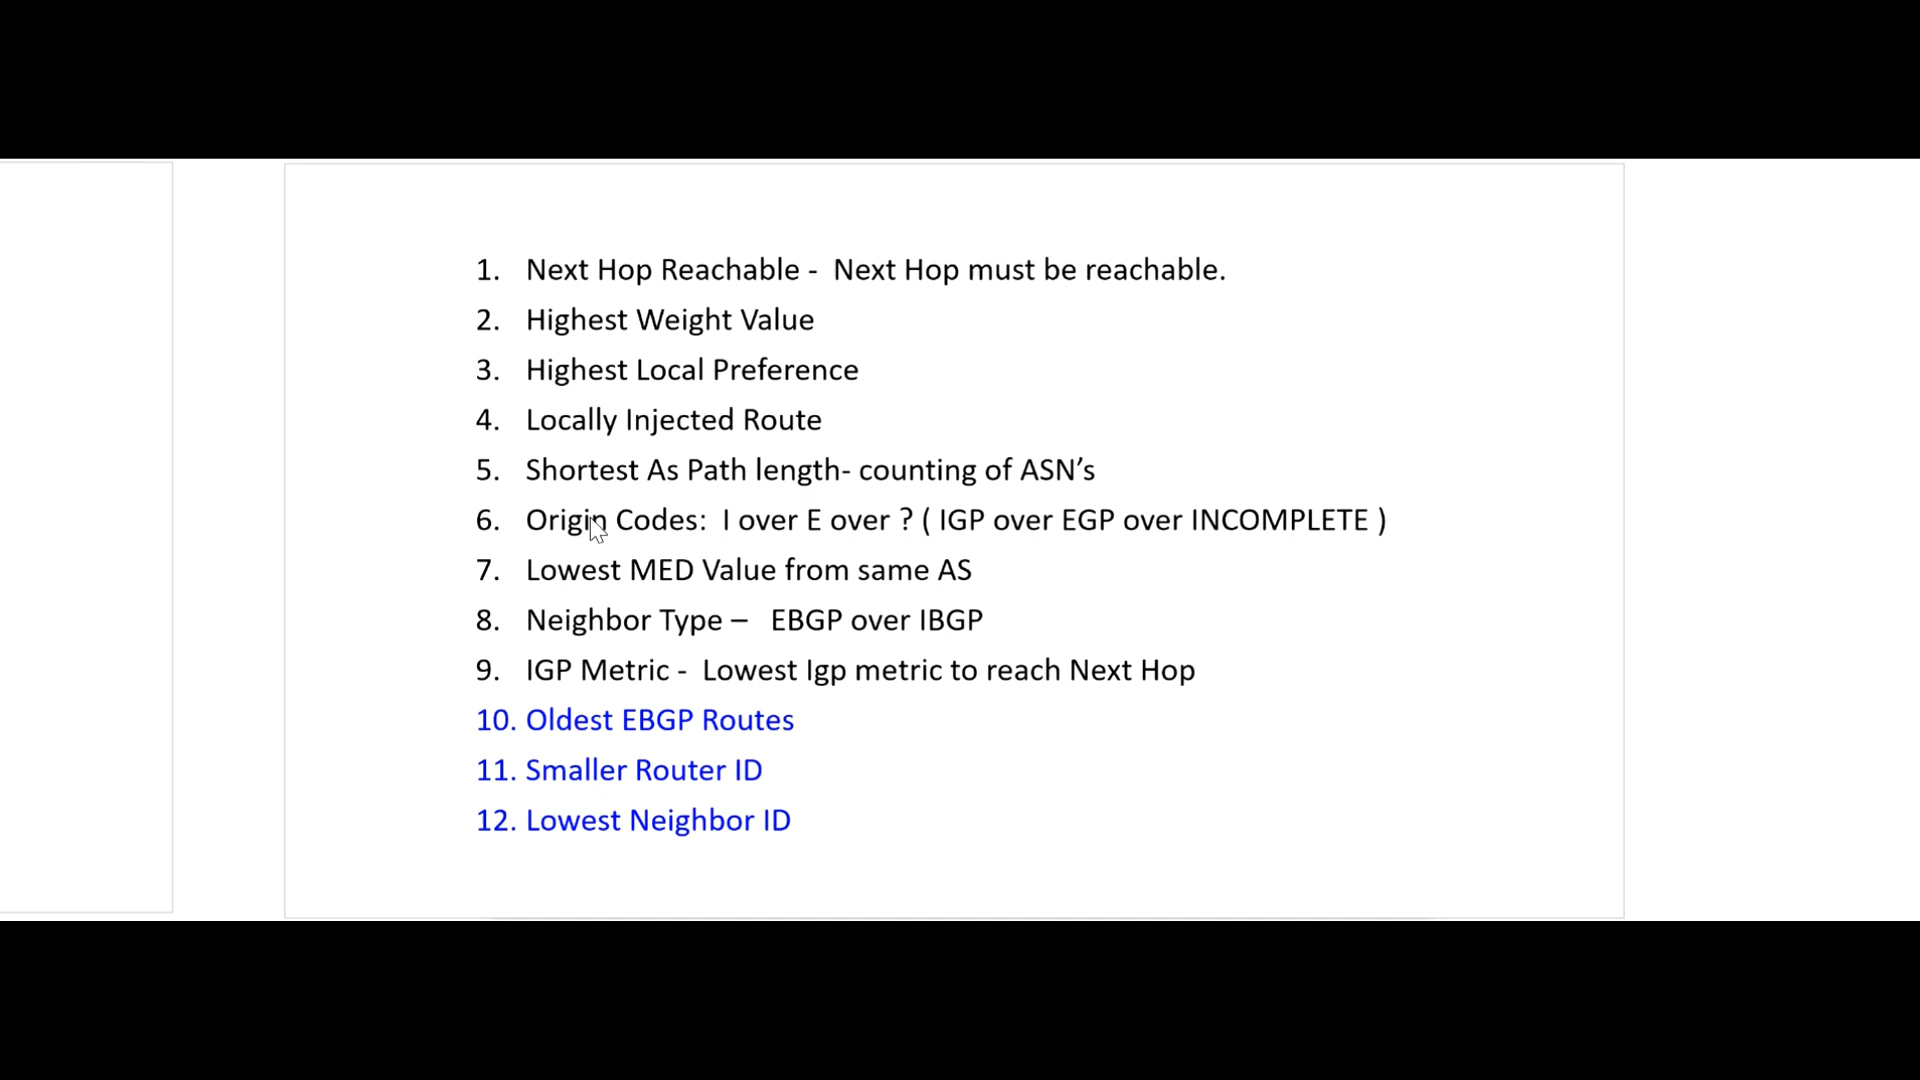 1. Next Hop Reachable - Next Hop must be reachable.
2. Highest Weight Value
3. Highest Local Preference
4. Locally Injected Route
5. Shortest As Path length- counting of ASN’s
6. Origin Codes: I over E over ? ( IGP over EGP over INCOMPLETE )
7. Lowest MED Value from same AS
8. Neighbor Type – EBGP over IBGP
9. IGP Metric - Lowest Igp metric to reach Next Hop
10. Oldest EBGP Routes
11. Smaller Router ID
12. Lowest Neighbor ID